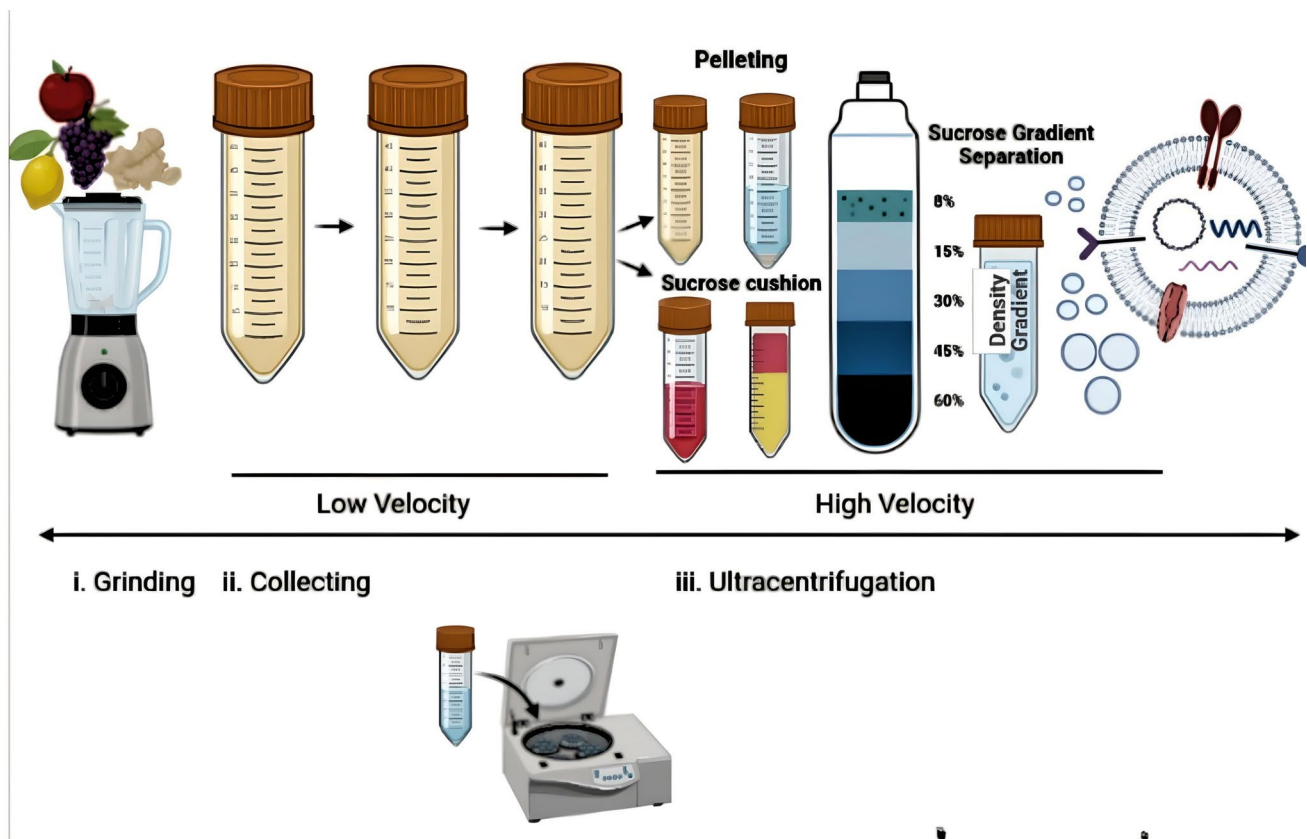 Pelleting
Sucrose cushion
Sucrose Gradient
Separation
8%
15%
30%
45%
60%
Density
Gradient
Low Velocity
High Velocity
i. Grinding
ii. Collecting
iii. Ultracentrifugation